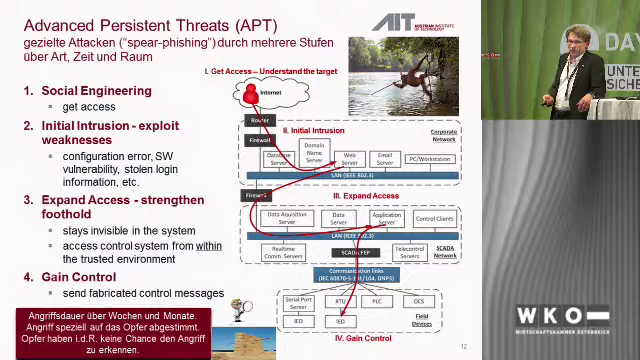 Advanced Persistent Threats (APT)
gezielte Attacken ("spear-phishing") durch mehrere Stufen
über Art, Zeit und Raum
AIT
AUSTRIAN INSTITUTE
OF TECHNOLOGY
1. Social Engineering
get access
2. Initial Intrusion - exploit
weaknesses
configuration error, SW
vulnerability, stolen login
information, etc.
3. Expand Access - strengthen
foothold
stays invisible in the system
access control system from within
the trusted environment
4. Gain Control
send fabricated control messages
Angriffsdauer über Wochen und Monate.
Angriff speziell auf das Opfer abgestimmt.
Opfer haben i.d.R. keine Chance den Angriff
zu erkennen.
I. Get Access – Understand the target
Internet
Router
Firewall
II. Initial Intrusion
Corporate
Network
Database
Server
Domain
Name
Server
Web
Server
Email
Server
PC/Workstation
LAN (IEEE 802.3)
Firewall
III. Expand Access
Data Aquisition
Server
Data
Server
Application
Server
Control Clients
LAN (IEEE 802.3)
Realtime
Comm. Servers
SCADA FEP
Telecontrol
Servers
SCADA
Network
Communication links
(IEC 60870-5-101/104, DNP3)
Serial Port
Server
RTU
PLC
DCS
IED
IED
Field
Devices
IV. Gain Control
12
DAY
UNTE
SICHE
WKO
WIRTSCHAFTSKAMMER ÖSTERREICH